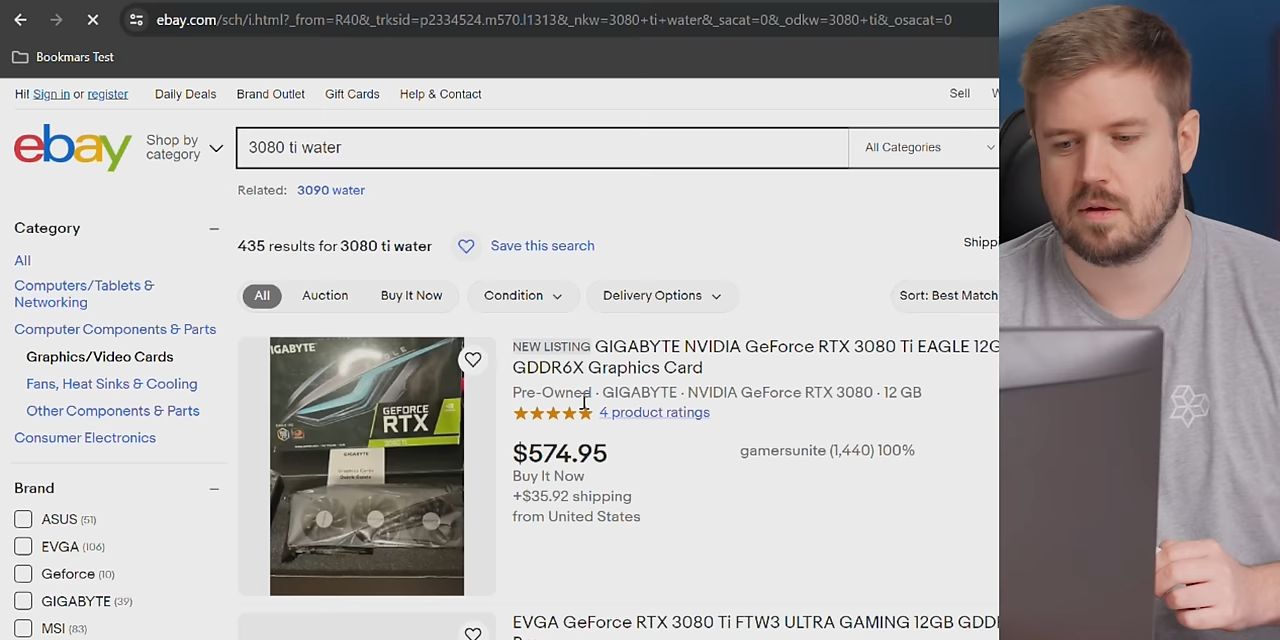 ebay.com/sch/i.html?_from=R40&_trksid=p2334524.m570.l1313&_nkw=3080+ti+water&_sacat=0&_odkw=3080+ti&_osacat=0
Bookmars Test
Hi! Sign in or register
Daily Deals
Brand Outlet
Gift Cards
Help & Contact
Sell
W
ebay
Shop by
category
3080 ti water
All Categories
Related: 3090 water
Category
435 results for 3080 ti water
Save this search
Shipp
All
Computers/Tablets &
Networking
Computer Components & Parts
Graphics/Video Cards
Fans, Heat Sinks & Cooling
Other Components & Parts
Consumer Electronics
All
Auction
Buy It Now
Condition
Delivery Options
Sort: Best Match
GIGABYTE
GEFORCE
RTX
GIGABYTE
NEW LISTING GIGABYTE NVIDIA GeForce RTX 3080 Ti EAGLE 12G
GDDR6X Graphics Card
Pre-Owned · GIGABYTE · NVIDIA GeForce RTX 3080 · 12 GB
4 product ratings
$574.95
gamersunite (1,440) 100%
Buy It Now
+$35.92 shipping
from United States
Brand
ASUS (51)
EVGA (106)
Geforce (10)
GIGABYTE (39)
MSI (83)
EVGA GeForce RTX 3080 Ti FTW3 ULTRA GAMING 12GB GDD